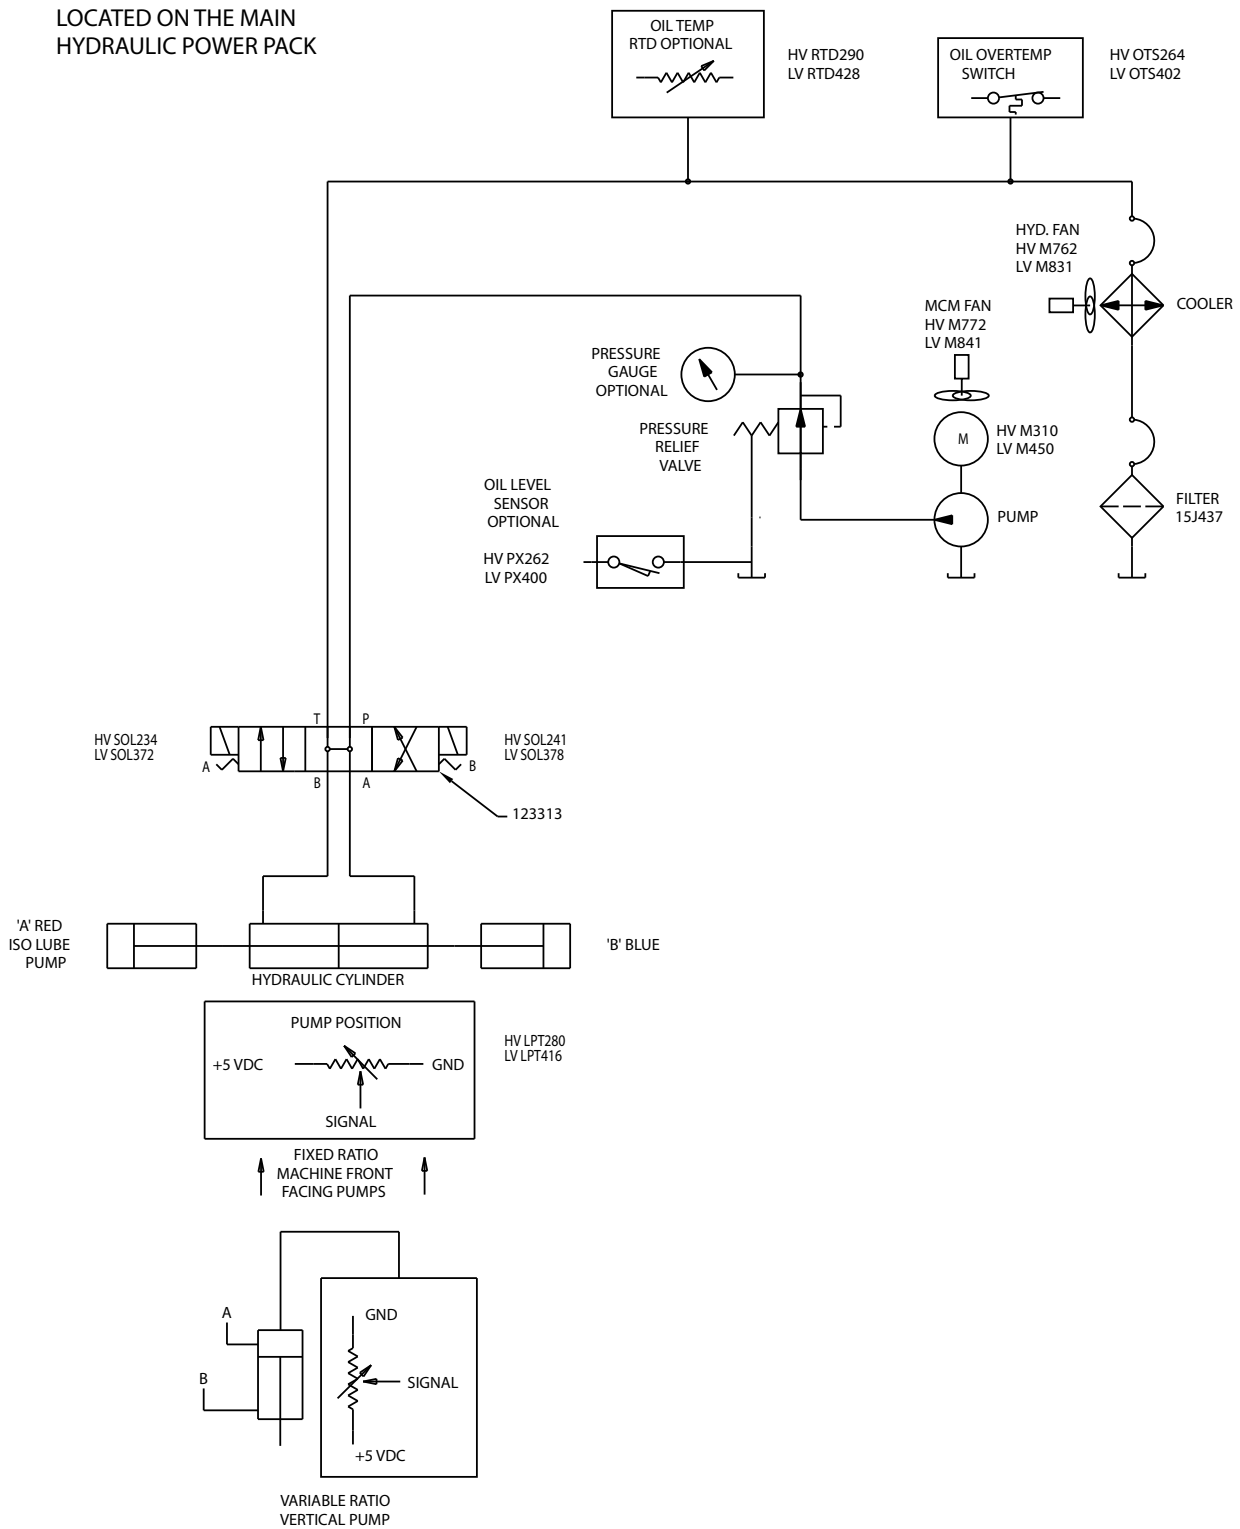 LOCATED ON THE MAIN
HYDRAULIC POWER PACK
OIL TEMP
RTD OPTIONAL
HV RTD290
LV RTD428
OIL OVERTEMP
SWITCH
HV OTS264
LV OTS402
HYD. FAN
HV M762
LV M831
COOLER
MCM FAN
HV M772
LV M841
PRESSURE
GAUGE
OPTIONAL
PRESSURE
RELIEF
VALVE
M
HV M310
LV M450
OIL LEVEL
SENSOR
OPTIONAL
HV PX262
LV PX400
PUMP
FILTER
15J437
T
P
HV SOL234
LV SOL372
HV SOL241
LV SOL378
A
B
B
A
123313
'A' RED
ISO LUBE
PUMP
'B' BLUE
HYDRAULIC CYLINDER
PUMP POSITION
+5 VDC
GND
SIGNAL
HV LPT280
LV LPT416
FIXED RATIO
MACHINE FRONT
FACING PUMPS
A
B
GND
SIGNAL
+5 VDC
VARIABLE RATIO
VERTICAL PUMP